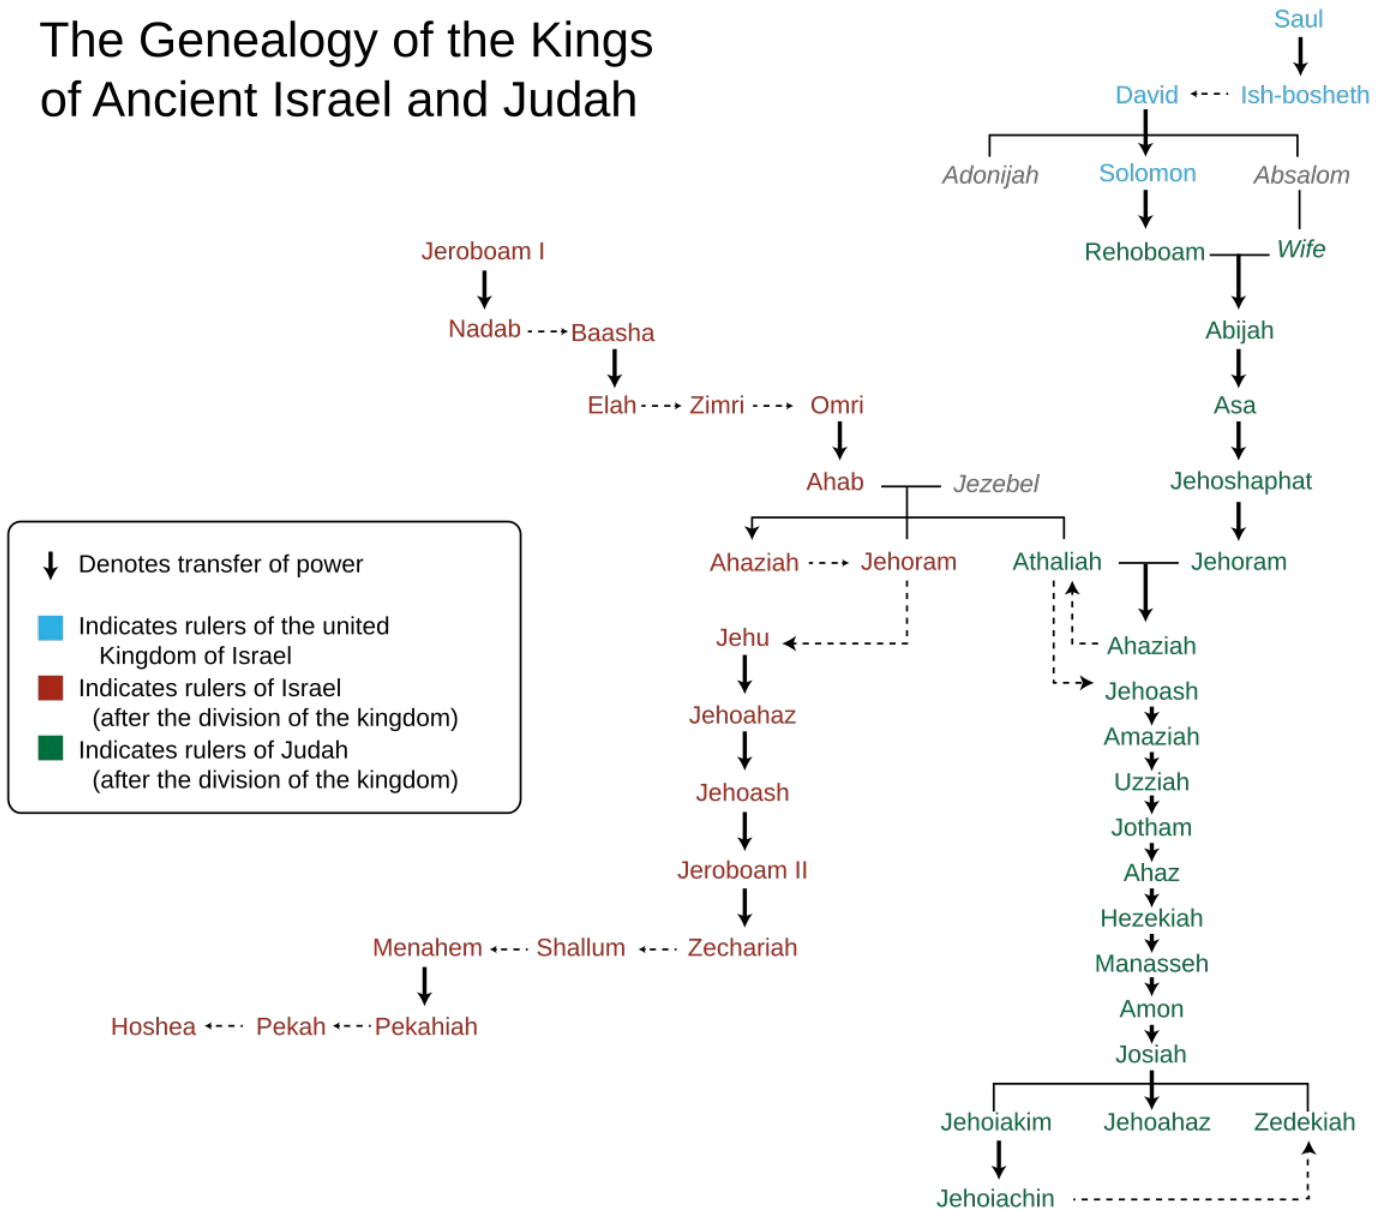 The Genealogy of the Kings
of Ancient Israel and Judah
Saul
David
Ish-bosheth
Adonijah
Solomon
Absalom
Jeroboam I
Rehoboam
Wife
Nadab
Baasha
Abijah
Elah
Zimri
Omri
Asa
Ahab
Jezebel
Jehoshaphat
Ahaziah
Jehoram
Athaliah
Jehoram
Denotes transfer of power
Indicates rulers of the united
Kingdom of Israel
Indicates rulers of Israel
(after the division of the kingdom)
Indicates rulers of Judah
(after the division of the kingdom)
Jehu
Ahaziah
Jehoash
Jehoahaz
Amaziah
Uzziah
Jehoash
Jotham
Jeroboam II
Ahaz
Hezekiah
Menahem
Shallum
Zechariah
Manasseh
Amon
Hoshea
Pekah
Pekahiah
Josiah
Jehoiakim
Jehoahaz
Zedekiah
Jehoiachin